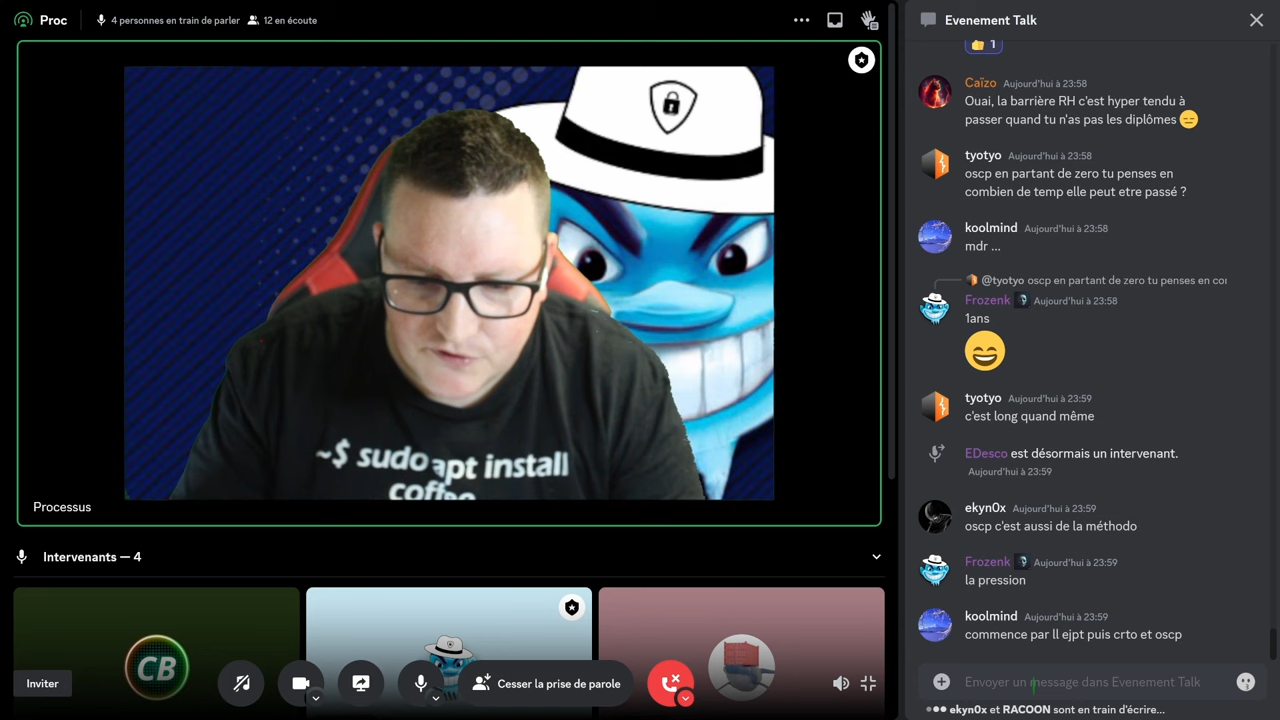 Proc
4 personnes en train de parler
12 en écoute
~$ sudo apt install
coffee
Processus
Intervenants — 4
CB
Inviter
Cesser la prise de parole
Evenement Talk
👍 1
Caïzo Aujourd'hui à 23:58
Ouai, la barrière RH c'est hyper tendu à
passer quand tu n'as pas les diplômes 😑
tyotyo Aujourd'hui à 23:58
oscp en partant de zero tu penses en
combien de temp elle peut etre passé ?
koolmind Aujourd'hui à 23:58
mdr ...
@tyotyo oscp en partant de zero tu penses en cor
Frozenk Aujourd'hui à 23:58
1ans
😄
tyotyo Aujourd'hui à 23:59
c'est long quand même
EDesco est désormais un intervenant.
Aujourd'hui à 23:59
ekyn0x Aujourd'hui à 23:59
oscp c'est aussi de la méthodo
Frozenk Aujourd'hui à 23:59
la pression
koolmind Aujourd'hui à 23:59
commence par ll ejpt puis crto et oscp
Envoyer un message dans Evenement Talk
ekyn0x et RACOON sont en train d'écrire...